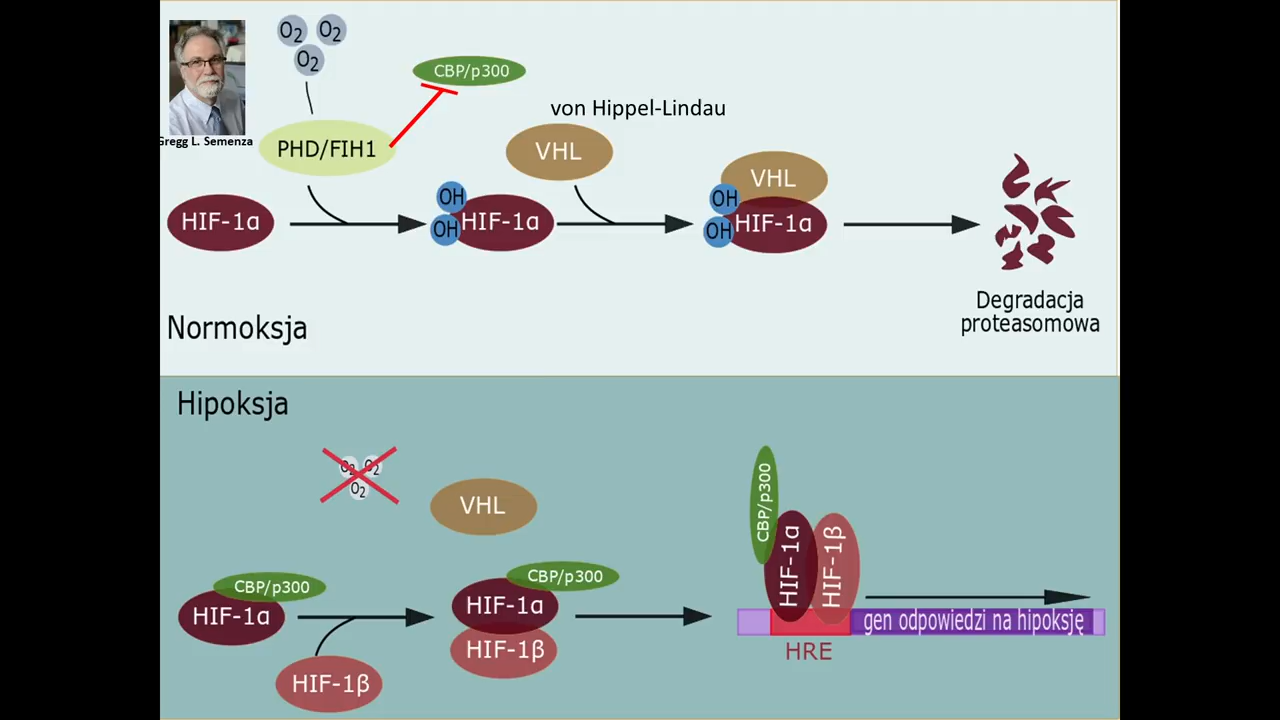 O2
O2
O2
CBP/p300
Gregg L. Semenza
PHD/FIH1
von Hippel-Lindau
VHL
VHL
HIF-1α
OH
OH
HIF-1α
OH
OH
HIF-1α
Degradacja
proteasomowa
Normoksja
Hipoksja
O2
O2
O2
VHL
CBP/p300
HIF-1α
HIF-1β
CBP/p300
HIF-1α
HIF-1β
CBP/p300
HIF-1α
HIF-1β
gen odpowiedzi na hipoksję
HRE